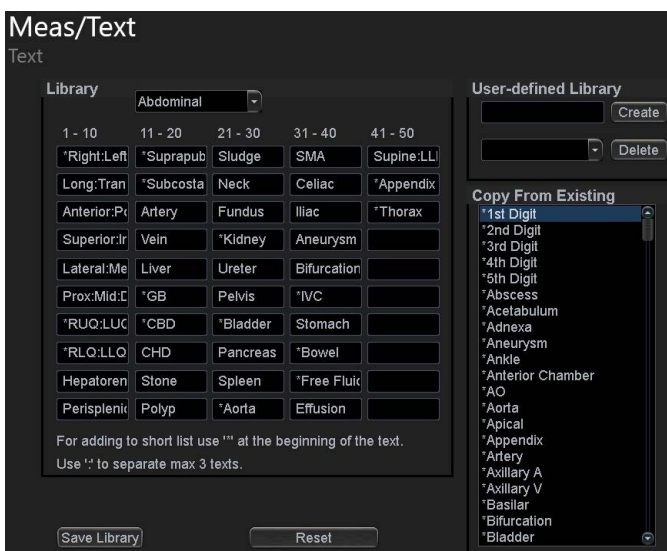 Meas/Text
Text
Library
Abdominal
1 - 10 11 - 20 21 - 30 31 - 40 41 - 50
*Right:Left *Suprapub Sludge SMA Supine:LLI
Long:Tran *Subcosta Neck Celiac *Appendix
Anterior:Po Artery Fundus Iliac *Thorax
Superior:Ir Vein *Kidney Aneurysm
Lateral:Me Liver Ureter Bifurcation
Prox:Mid:D *GB Pelvis *IVC
*RUQ:LUQ *CBD *Bladder Stomach
*RLQ:LLQ CHD Pancreas *Bowel
Hepatoren Stone Spleen *Free Fluid
Perisplenic Polyp *Aorta Effusion
For adding to short list use '*' at the beginning of the text.
Use ':' to separate max 3 texts.
Save Library Reset
User-defined Library
Create
Delete
Copy From Existing
*1st Digit
*2nd Digit
*3rd Digit
*4th Digit
*5th Digit
*Abscess
*Acetabulum
*Adnexa
*Aneurysm
*Ankle
*Anterior Chamber
*AO
*Aorta
*Apical
*Appendix
*Artery
*Axillary A
*Axillary V
*Basilar
*Bifurcation
*Bladder